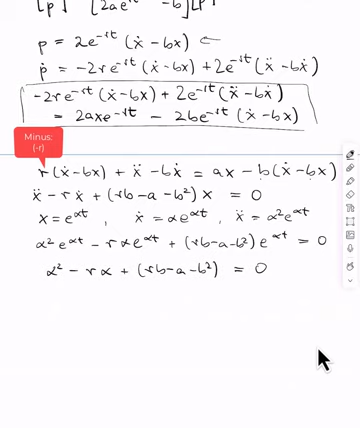 [p] [2ae^-rt -b] [p]
p = 2e^-rt (ẋ - bx) ←
ṗ = -2re^-rt (ẋ - bx) + 2e^-rt (ẍ - bẋ)
-2re^-rt (ẋ - bx) + 2e^-rt (ẍ - bẋ)
= 2axe^-rt - 2be^-rt (ẋ - bx)
Minus:
(-r)
r(ẋ - bx) + ẍ - bẋ = ax - b(ẋ - bx)
ẍ - rẋ + (rb - a - b²) x = 0
x = e^αt , ẋ = αe^αt , ẍ = α²e^αt
α²e^αt - rαe^αt + (rb - a - b²) e^αt = 0
α² - rα + (rb - a - b²) = 0